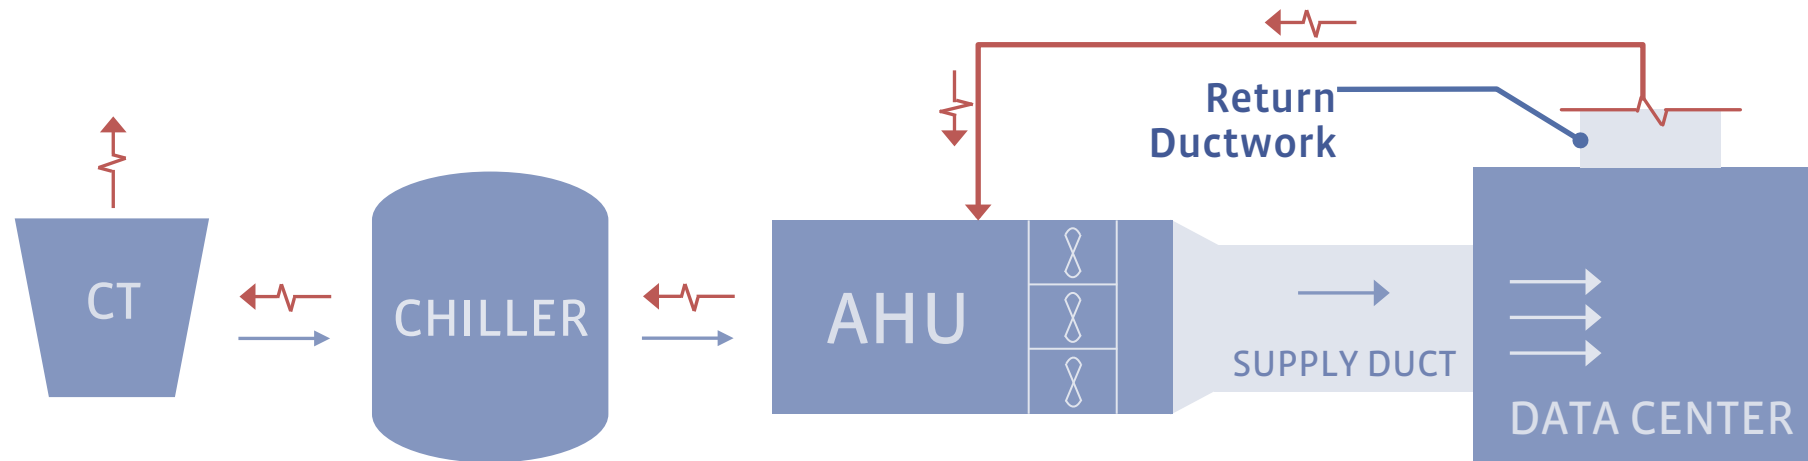 Return
Ductwork
CT
CHILLER
AHU
SUPPLY DUCT
DATA CENTER